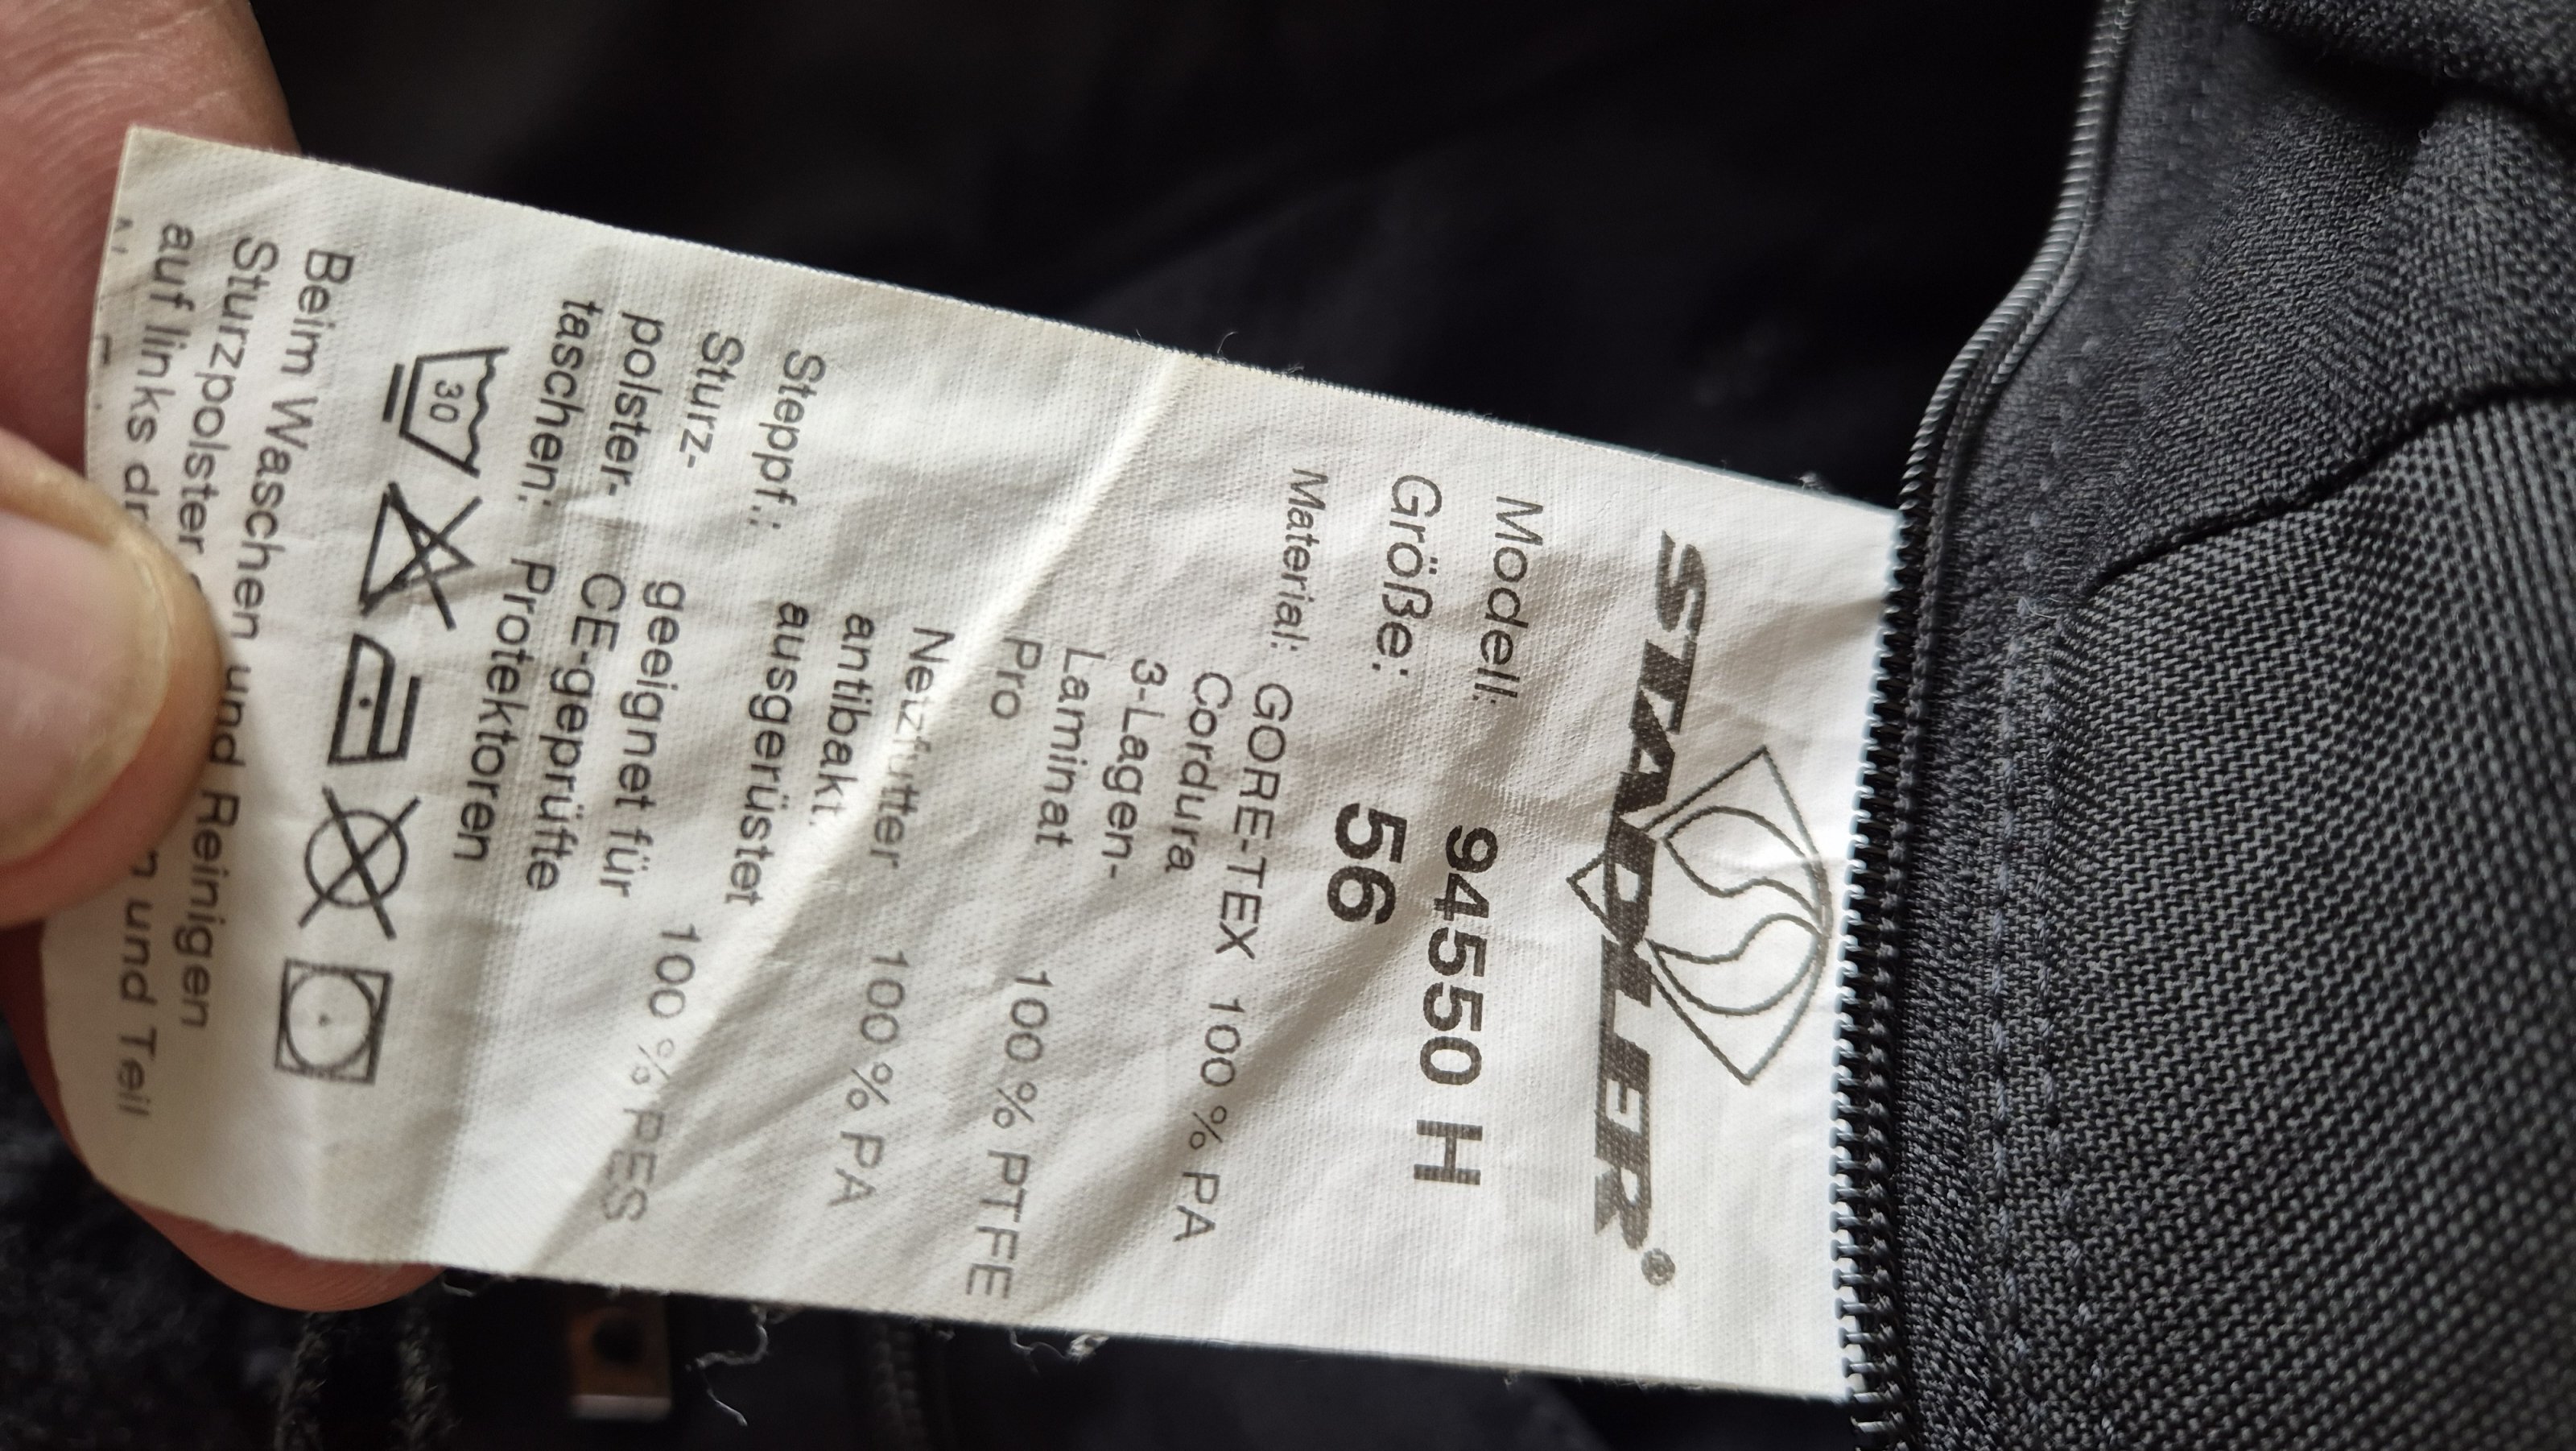 STADLER®
Modell: 94550 H
Größe: 56
Material: GORE-TEX 100 % PA
Cordura
3-Lagen-
Laminat
Pro 100 % PTFE
Netzfutter 100 % PA
antibakt.
Steppf.: ausgerüstet 100 % PES
Sturz- geeignet für
polster- CE-geprüfte
taschen: Protektoren
30
Beim Waschen und Reinigen
Sturzpolster
auf links und Teil